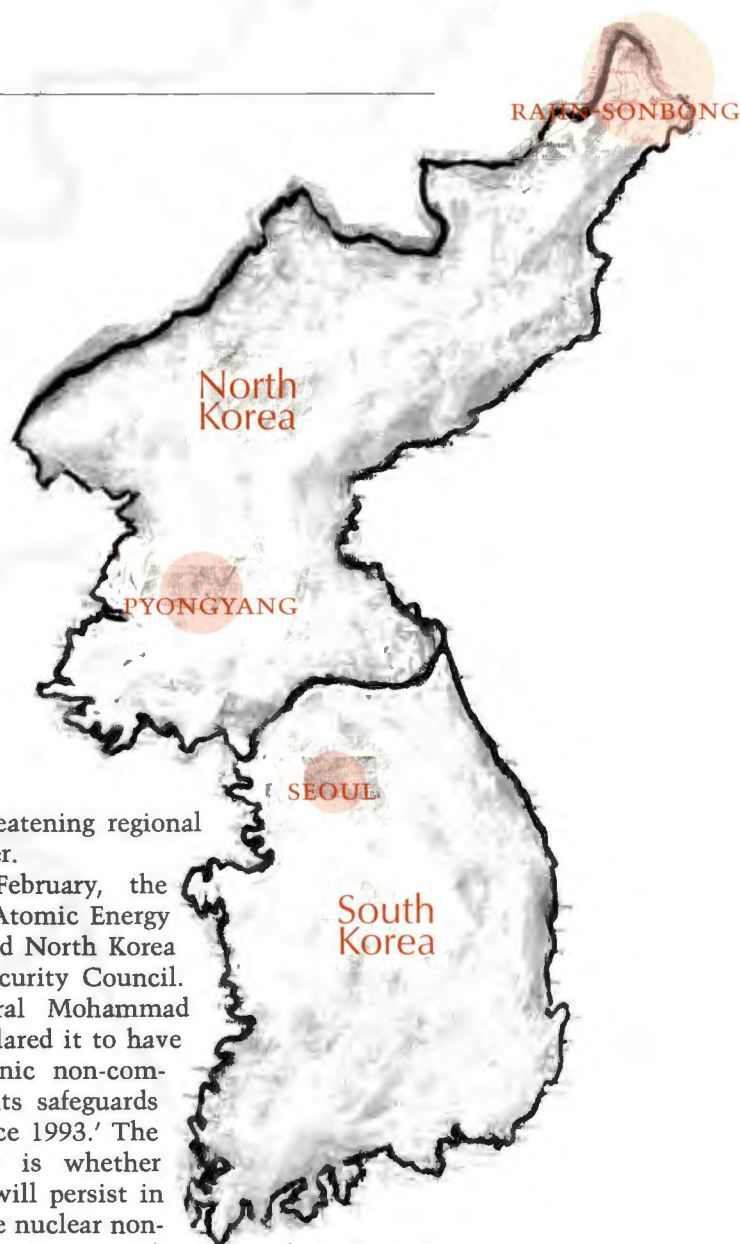 RAJIN-SONBONG
Musan
North
Korea
PYONGYANG
SEOUL
South
Korea
eatening regional
er.
February, the
Atomic Energy
d North Korea
curity Council.
ral Mohammad
lared it to have
nic non-com-
ts safeguards
ce 1993.' The
is whether
will persist in
e nuclear non-